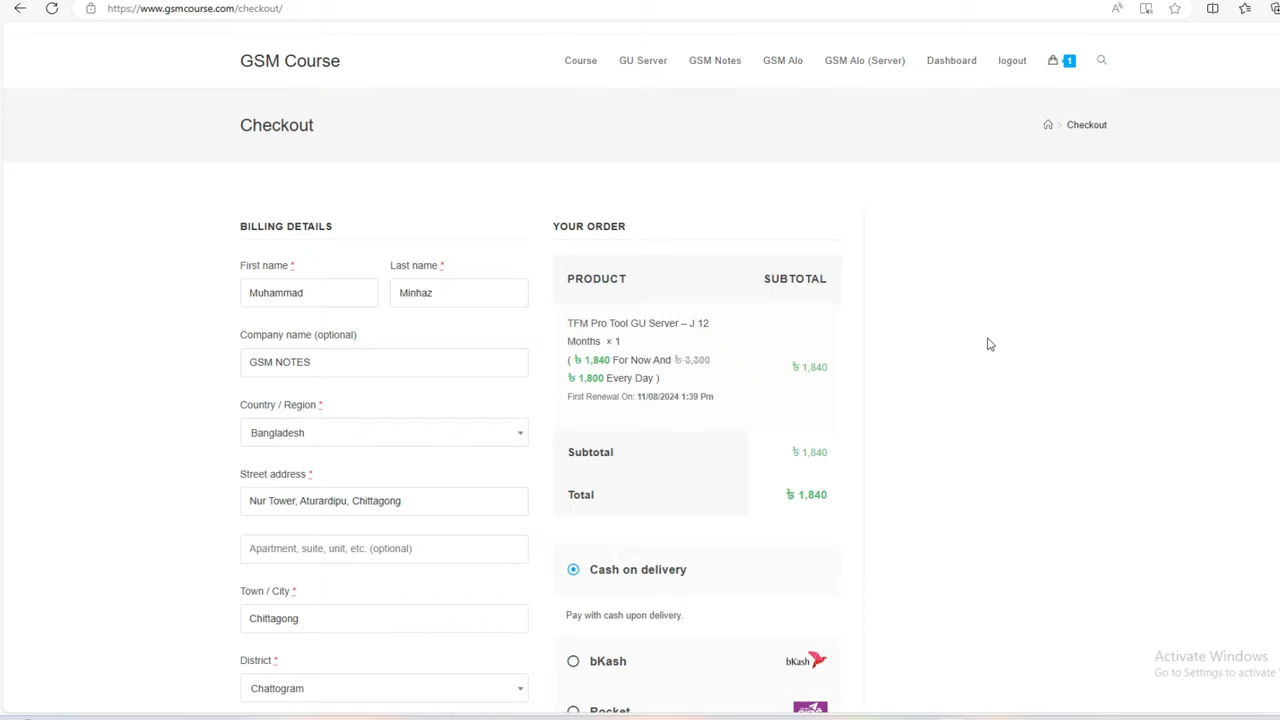 https://www.gsmcourse.com/checkout/
GSM Course
Course GU Server GSM Notes GSM Alo GSM Alo (Server) Dashboard logout 1
Checkout
> Checkout
BILLING DETAILS
First name * Last name *
Muhammad Minhaz
Company name (optional)
GSM NOTES
Country / Region *
Bangladesh
Street address *
Nur Tower, Aturardipu, Chittagong
Apartment, suite, unit, etc. (optional)
Town / City *
Chittagong
District *
Chattogram
YOUR ORDER
PRODUCT SUBTOTAL
TFM Pro Tool GU Server – J 12
Months × 1
( ৳ 1,840 For Now And ৳ 3,300
৳ 1,800 Every Day )
৳ 1,840
First Renewal On: 11/08/2024 1:39 Pm
Subtotal ৳ 1,840
Total ৳ 1,840
Cash on delivery
Pay with cash upon delivery.
bKash bKash
Rocket
Activate Windows
Go to Settings to activate